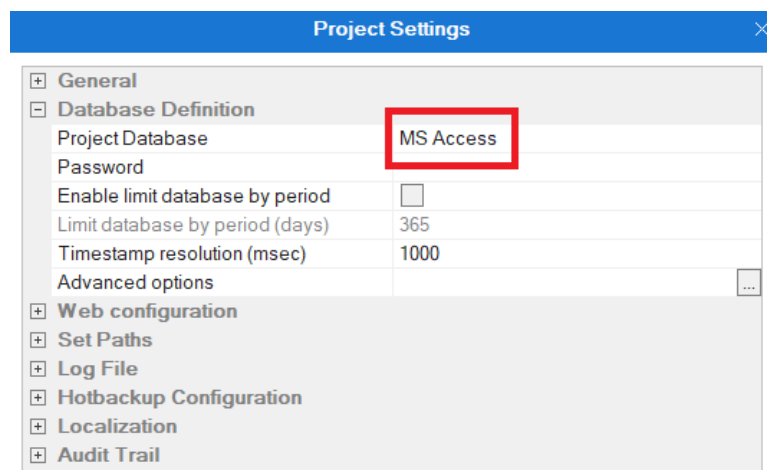 Project Settings
General
Database Definition
Project Database MS Access
Password
Enable limit database by period
Limit database by period (days) 365
Timestamp resolution (msec) 1000
Advanced options ...
Web configuration
Set Paths
Log File
Hotbackup Configuration
Localization
Audit Trail